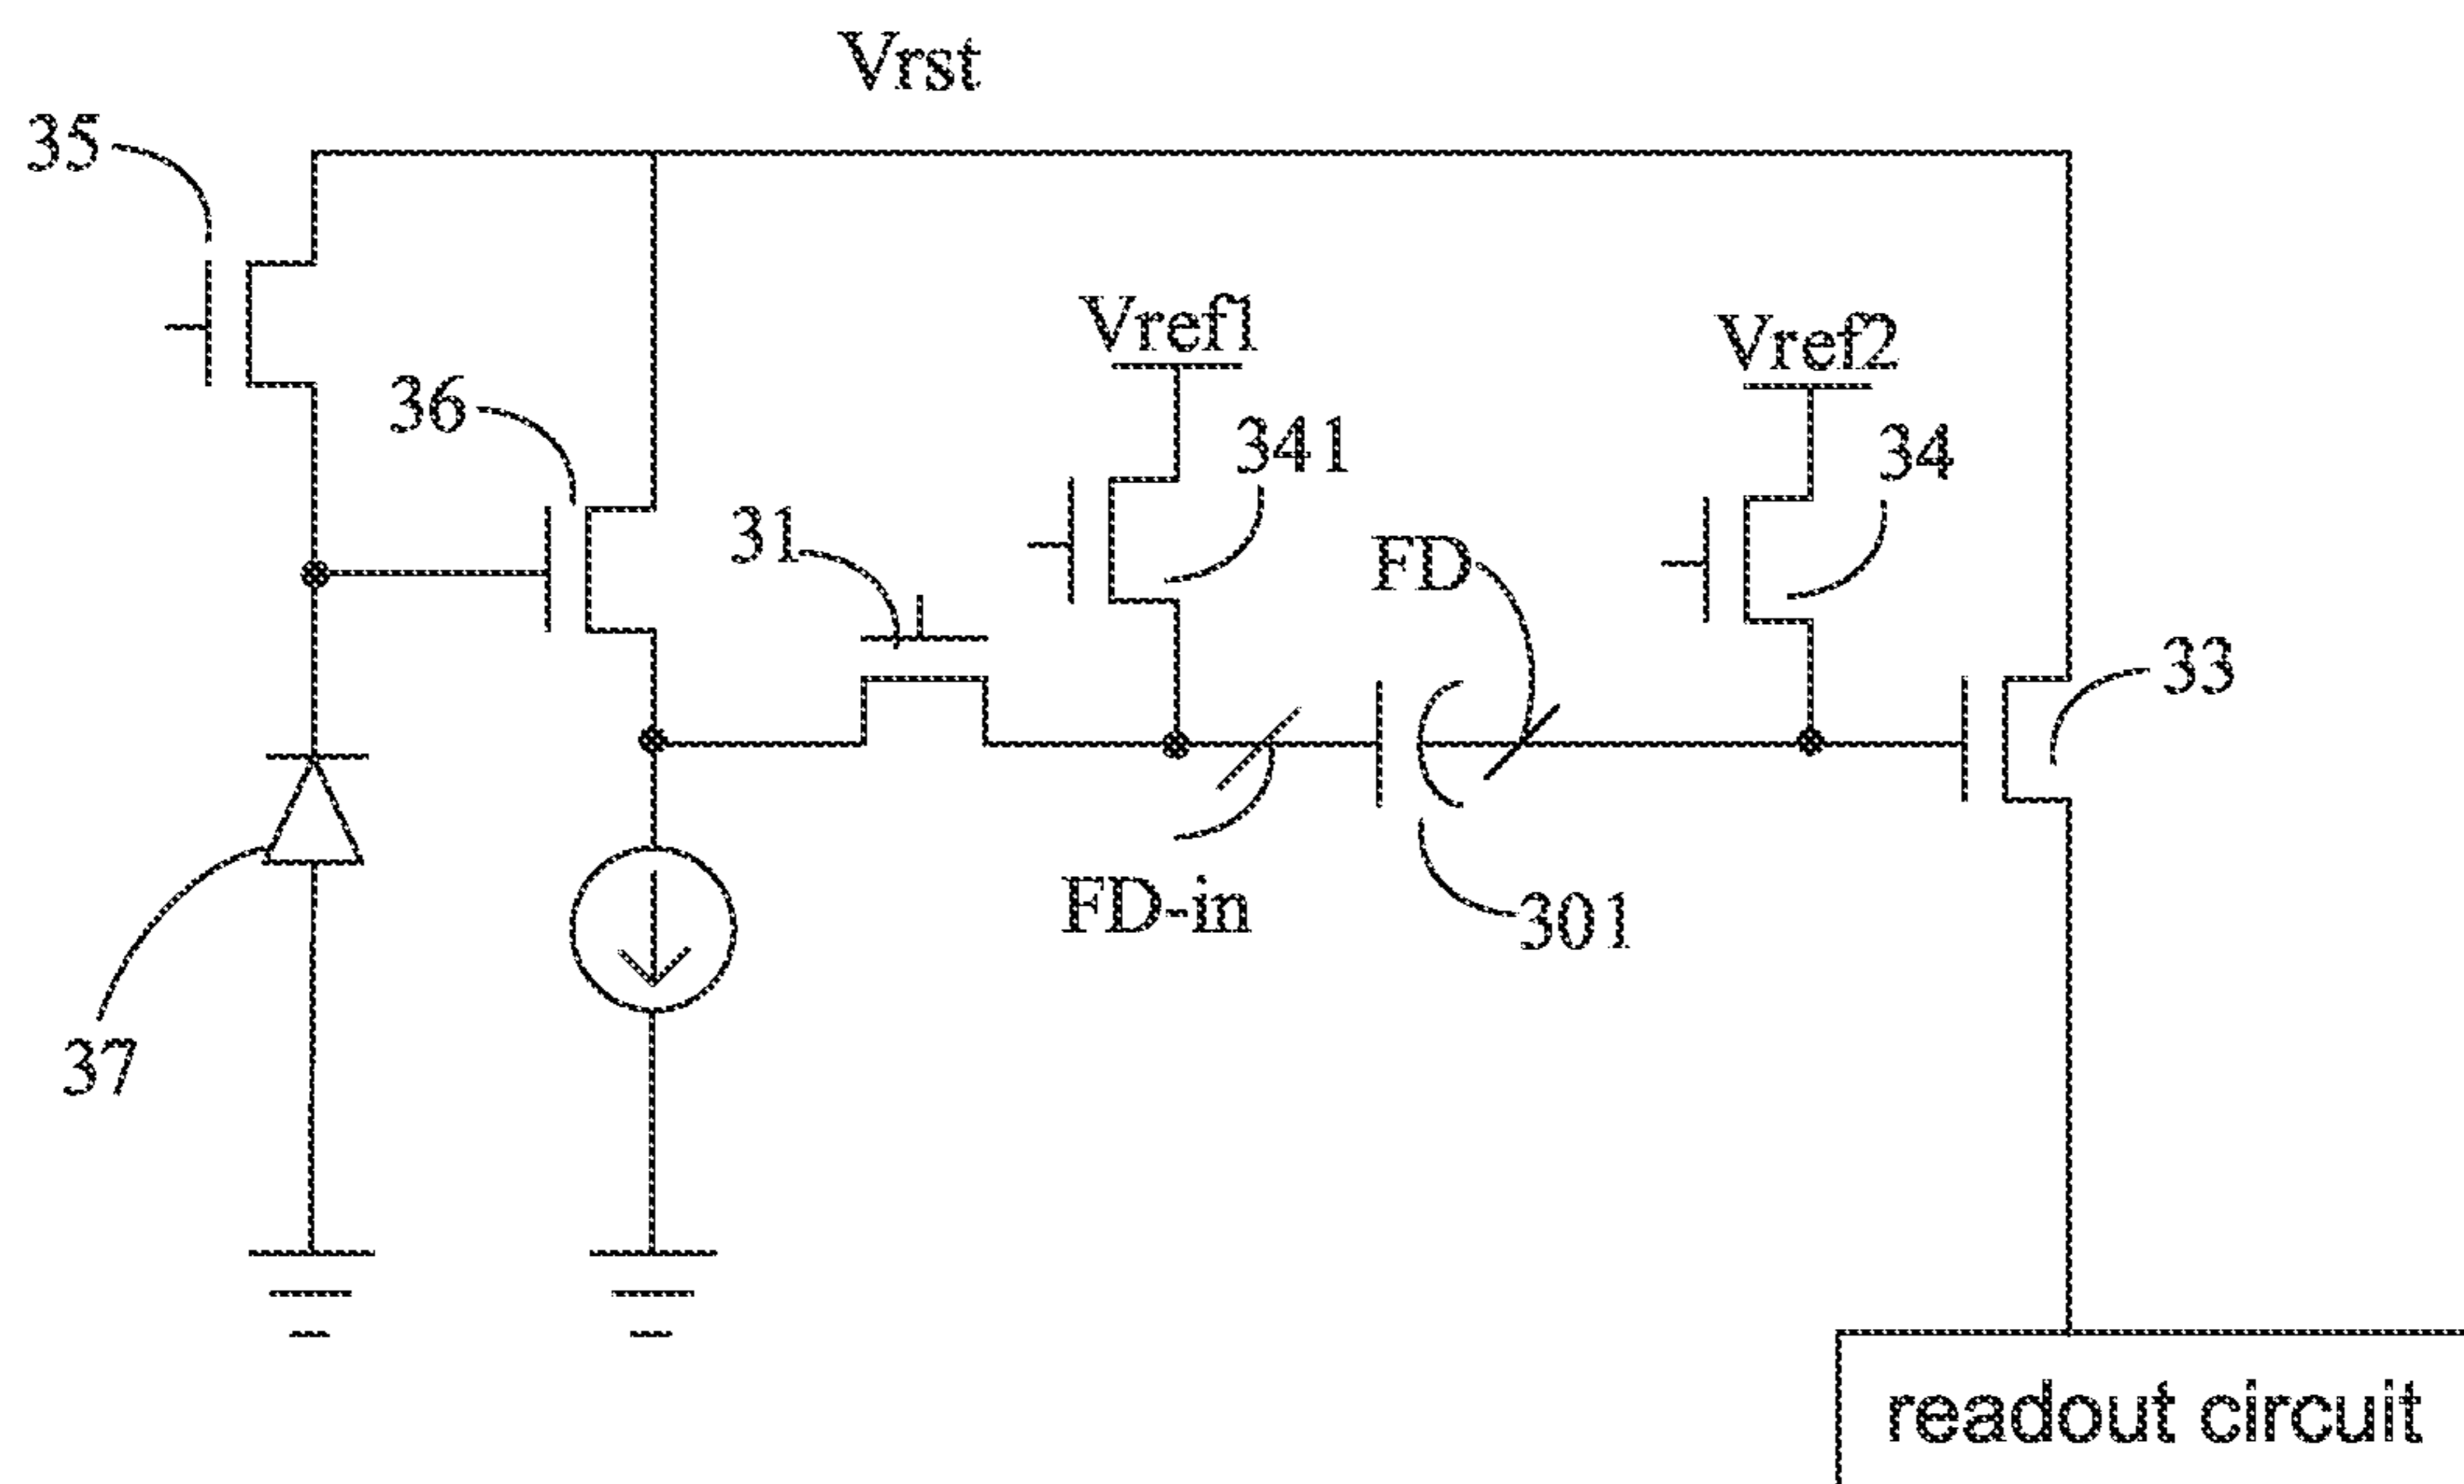 Vrst
35
Vref1
Vref2
36
341
34
31
FD
33
FD-in
301
37
readout circuit